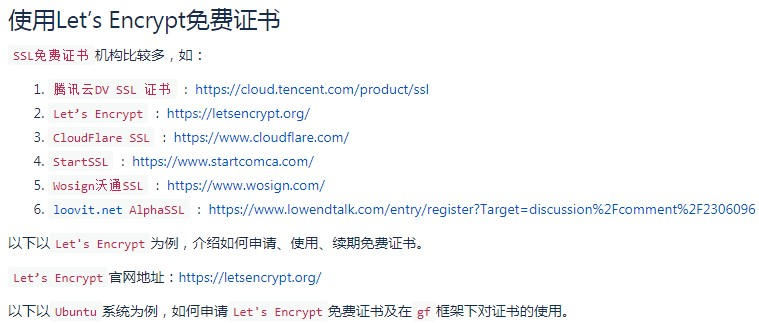 使用Let’s Encrypt免费证书
SSL免费证书 机构比较多，如：
1. 腾讯云DV SSL 证书 ：https://cloud.tencent.com/product/ssl
2. Let’s Encrypt ：https://letsencrypt.org/
3. CloudFlare SSL ：https://www.cloudflare.com/
4. StartSSL ：https://www.startcomca.com/
5. Wosign沃通SSL ：https://www.wosign.com/
6. loovit.net AlphaSSL ：https://www.lowendtalk.com/entry/register?Target=discussion%2Fcomment%2F2306096
以下以 Let's Encrypt 为例，介绍如何申请、使用、续期免费证书。
Let’s Encrypt 官网地址：https://letsencrypt.org/
以下以 Ubuntu 系统为例，如何申请 Let's Encrypt 免费证书及在 gf 框架下对证书的使用。